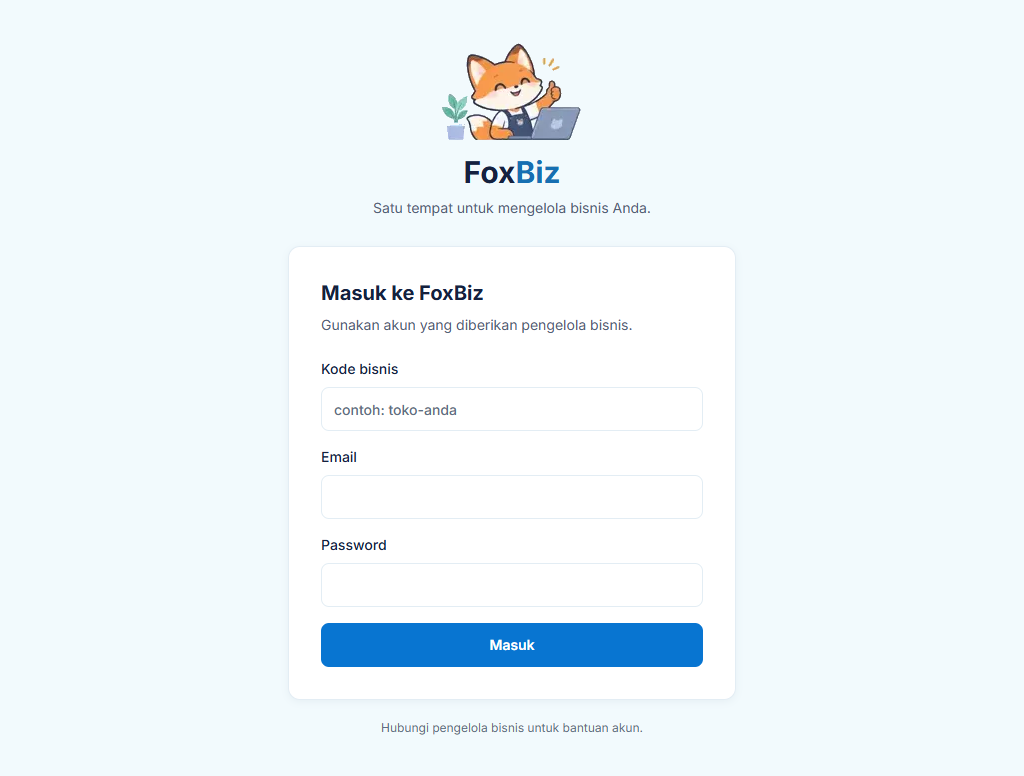 FoxBiz
Satu tempat untuk mengelola bisnis Anda.
Masuk ke FoxBiz
Gunakan akun yang diberikan pengelola bisnis.
Kode bisnis
contoh: toko-anda
Email
Password
Masuk
Hubungi pengelola bisnis untuk bantuan akun.